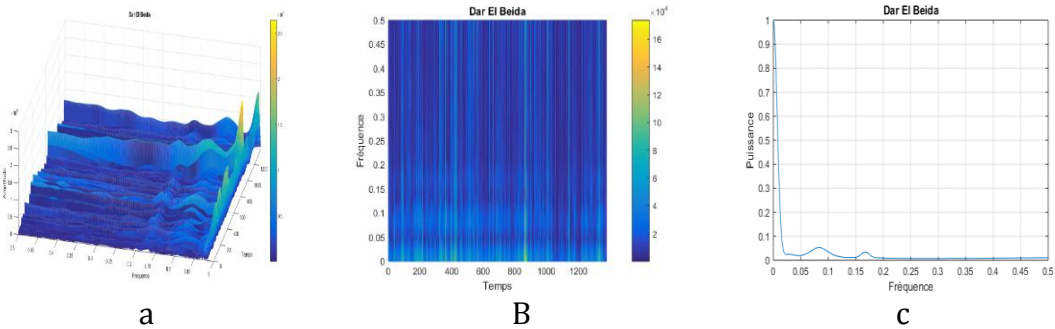 Dar El Beida
Amplitude
Fréquence
Temps
Dar El Beida
×10⁴
Fréquence
0.5
0.45
0.4
0.35
0.3
0.25
0.2
0.15
0.1
0.05
0
0 200 400 600 800 1000 1200
Temps
16
14
12
10
8
6
4
2
Dar El Beida
Puissance
1
0.9
0.8
0.7
0.6
0.5
0.4
0.3
0.2
0.1
0
0 0.05 0.1 0.15 0.2 0.25 0.3 0.35 0.4 0.45 0.5
Fréquence
a B c